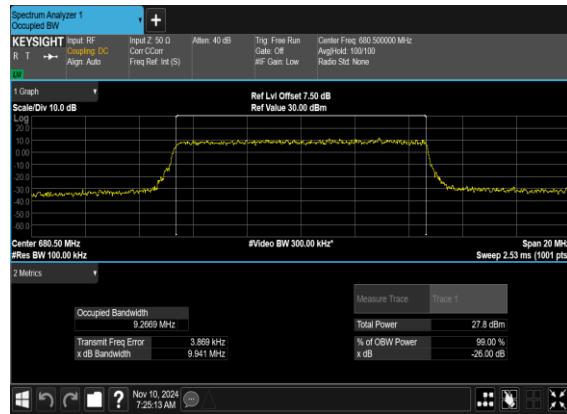 Spectrum Analyzer 1
Occupied BW
+
KEYSIGHT Input: RF Input Z: 50 Ω Atten: 40 dB Trig: Free Run Center Freq: 680.500000 MHz
R T Coupling: DC Corr CCorr Gate: Off Avg|Hold: 100/100
Align: Auto Freq Ref: Int (S) #IF Gain: Low Radio Std: None
1 Graph Ref Lvl Offset 7.50 dB
Scale/Div 10.0 dB Ref Value 30.00 dBm
Log
20.0
10.0
0.00
-10.0
-20.0
-30.0
-40.0
-50.0
-60.0
Center 680.50 MHz #Video BW 300.00 kHz* Span 20 MHz
#Res BW 100.00 kHz Sweep 2.53 ms (1001 pts
2 Metrics
Measure Trace Trace 1
Occupied Bandwidth
9.2669 MHz Total Power 27.8 dBm
Transmit Freq Error 3.869 kHz % of OBW Power 99.00 %
x dB Bandwidth 9.941 MHz x dB -26.00 dB
? Nov 10, 2024
7:25:13 AM